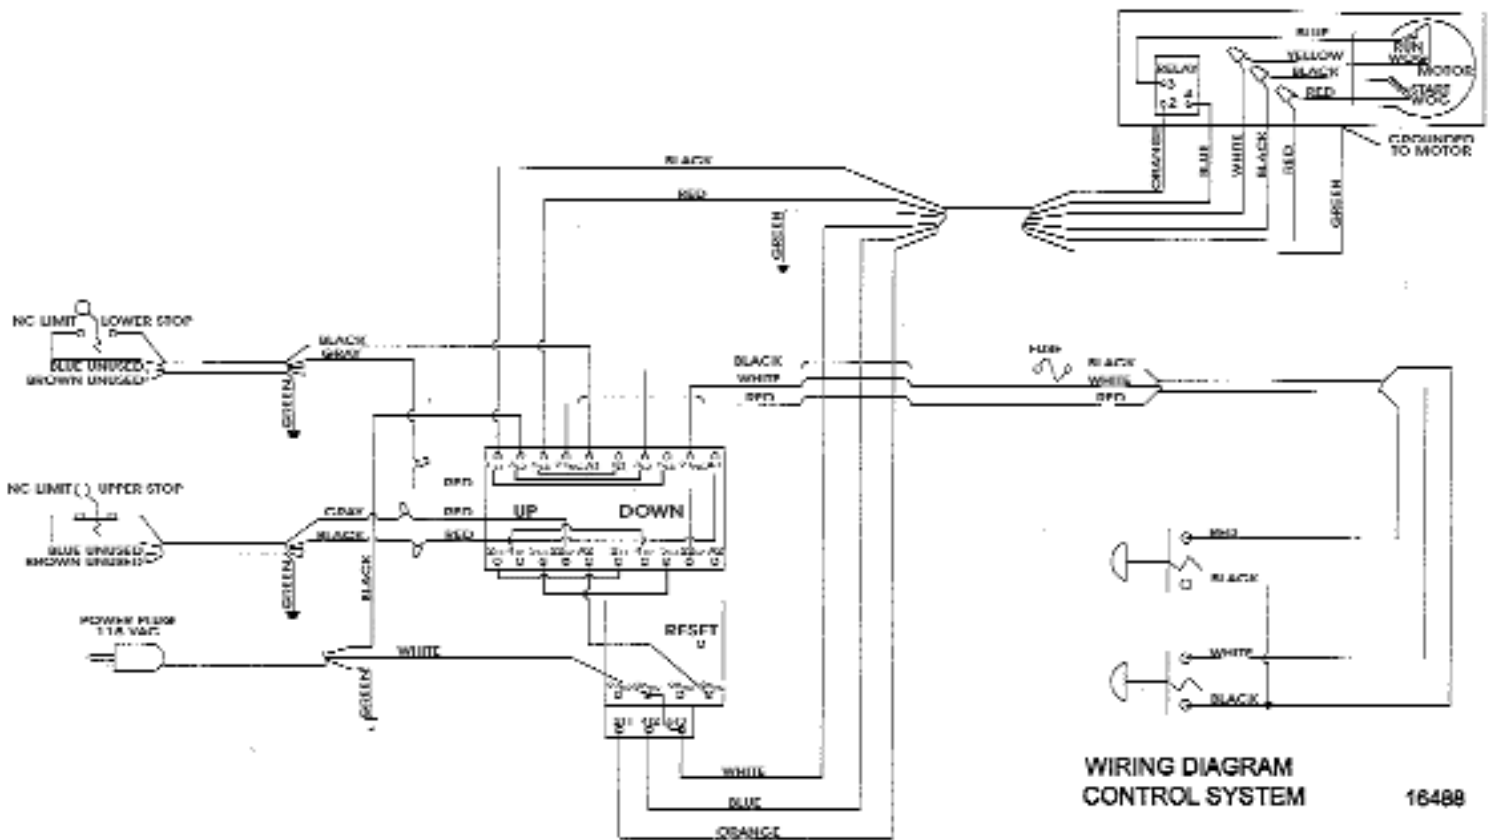 BLUE
RUN
WDG
YELLOW
RELAY
BLACK
MOTOR
3
RED
START
WDG
2 4
GROUNDED
TO MOTOR
ORANGE
BLUE
WHITE
BLACK
RED
GREEN
BLACK
RED
GREEN
NC LIMIT LOWER STOP
BLACK
GRAY
BLUE UNUSED
BROWN UNUSED
GREEN
BLACK
WHITE
RED
FUSE
BLACK
WHITE
RED
NC LIMIT UPPER STOP
RED
GRAY RED
UP DOWN
BLACK RED
BLUE UNUSED
BROWN UNUSED
GREEN
BLACK
RED
BLACK
POWER PLUG
115 VAC
WHITE
GREEN
RESET
WHITE
BLACK
WHITE
BLUE
ORANGE
WIRING DIAGRAM
CONTROL SYSTEM
16488